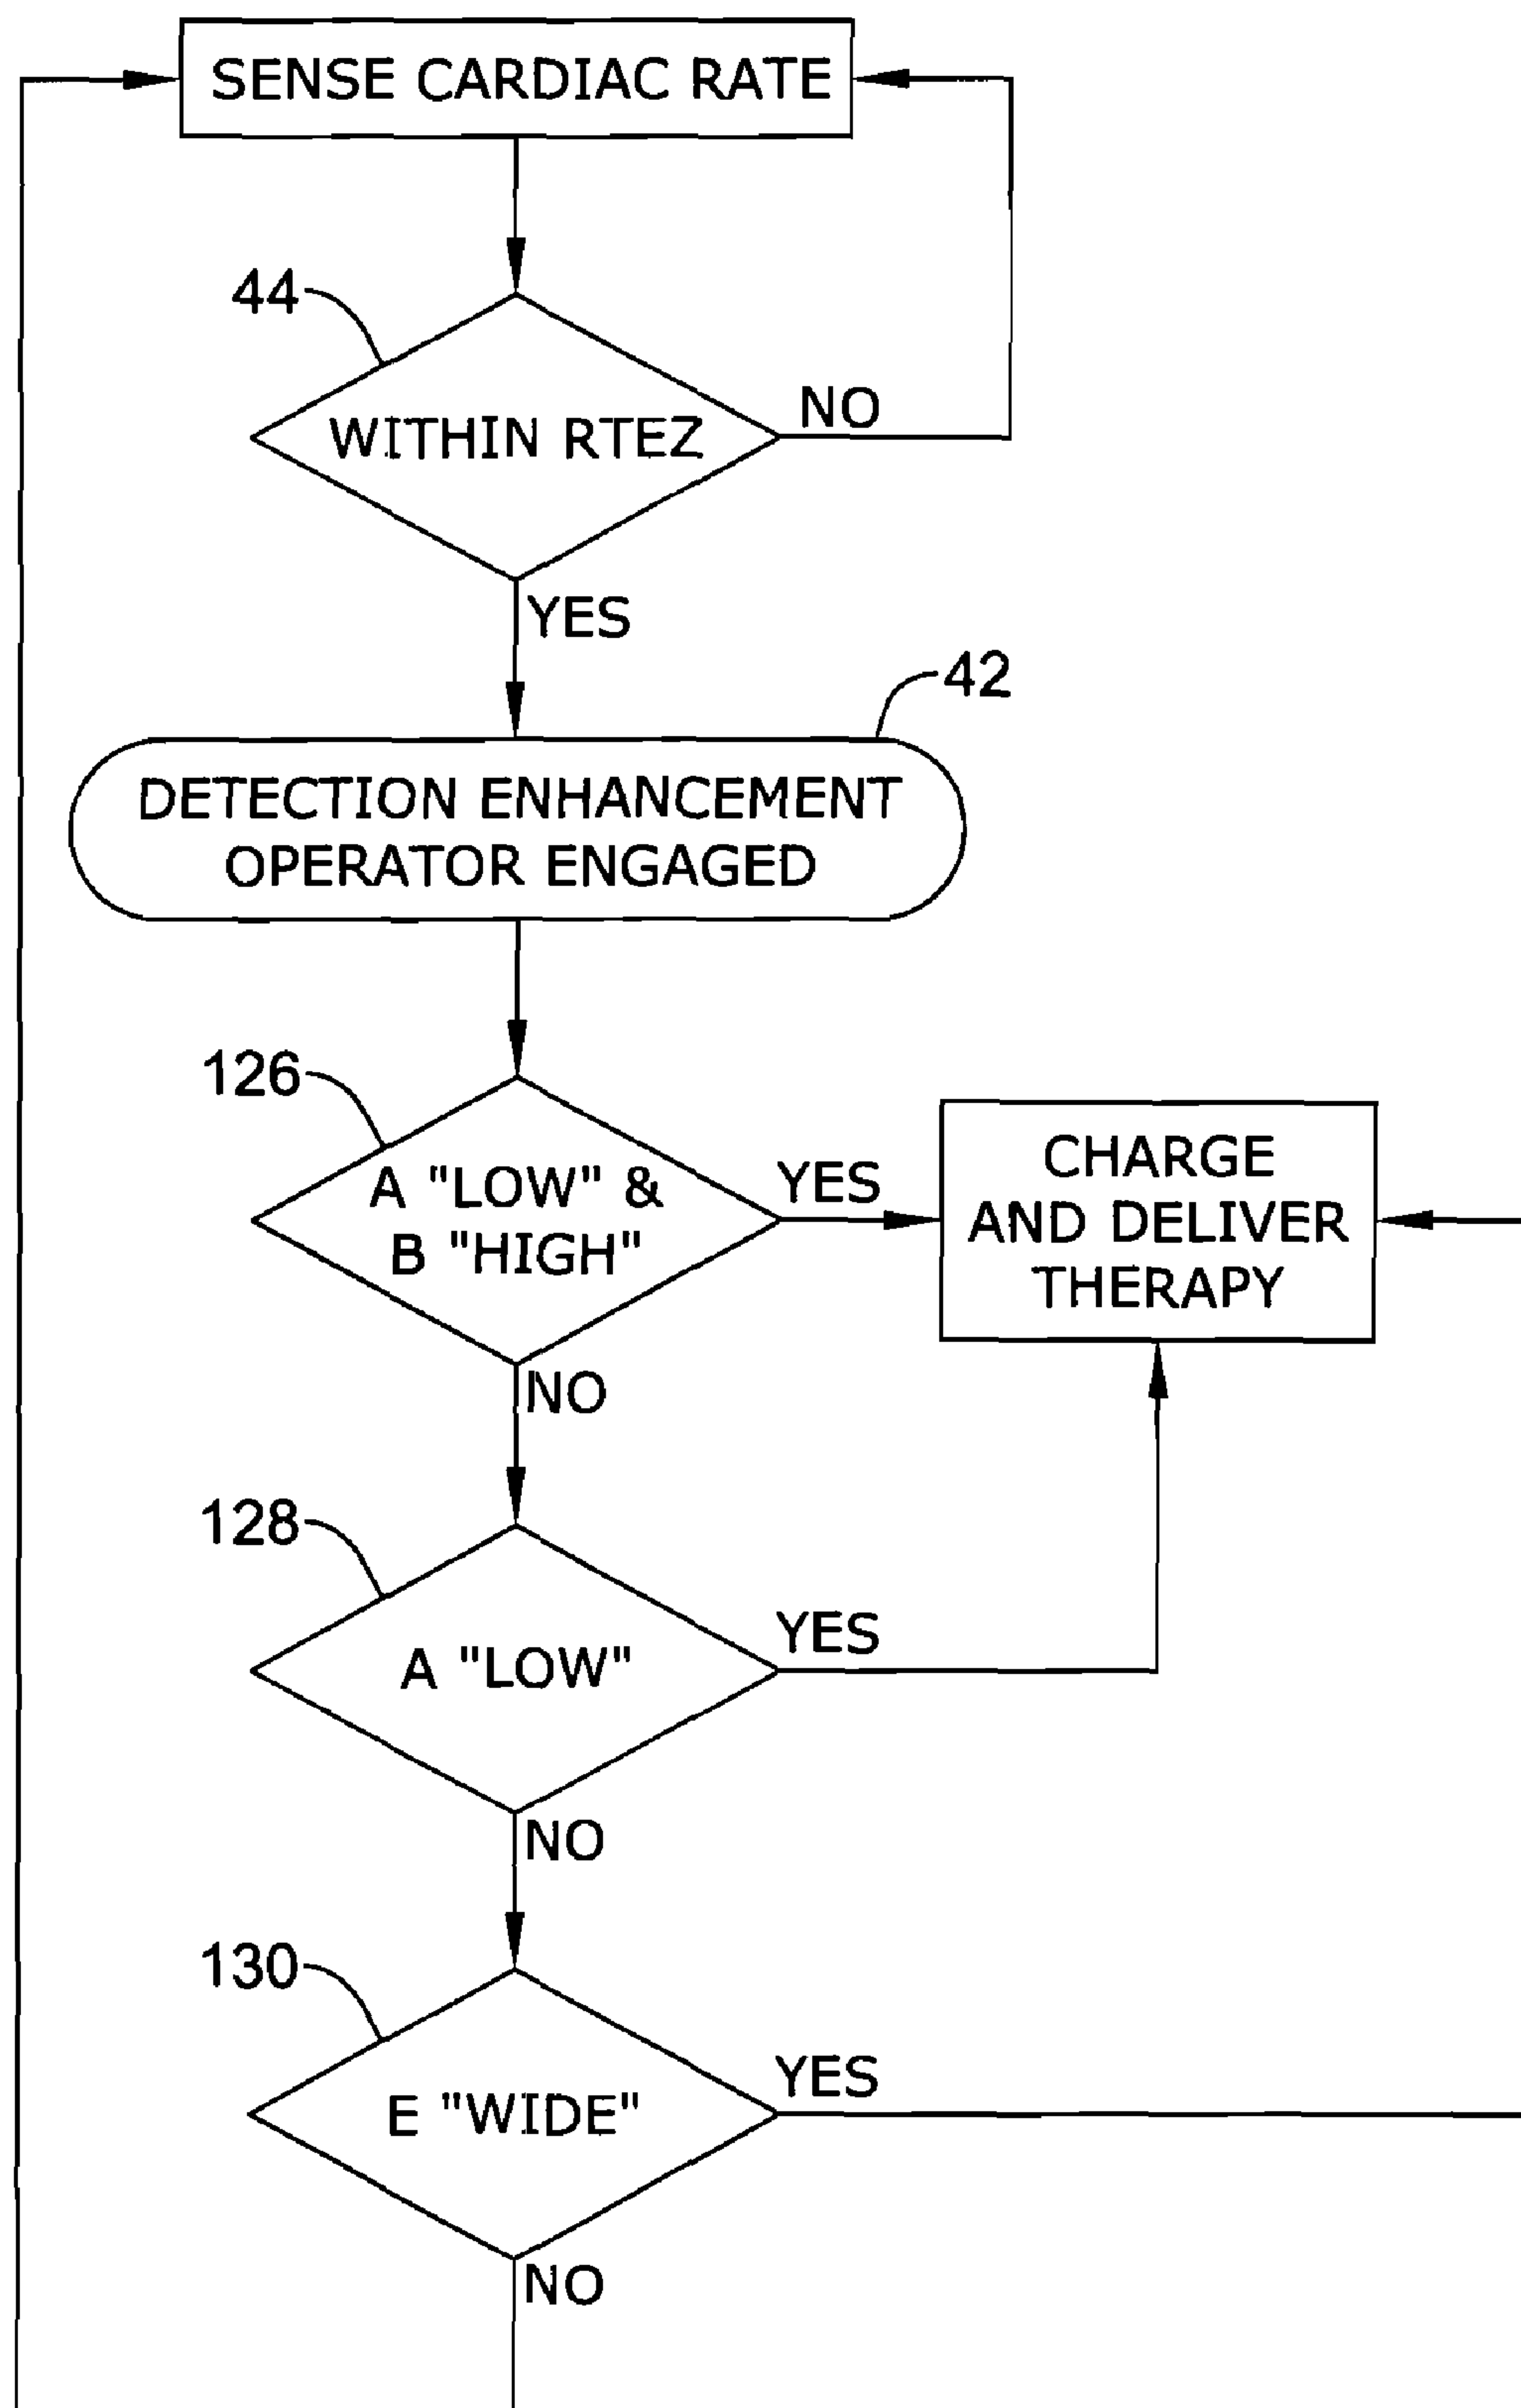 SENSE CARDIAC RATE
44
WITHIN RTEZ
NO
YES
42
DETECTION ENHANCEMENT
OPERATOR ENGAGED
126
A "LOW" &
B "HIGH"
YES
CHARGE
AND DELIVER
THERAPY
NO
128
A "LOW"
YES
NO
130
E "WIDE"
YES
NO